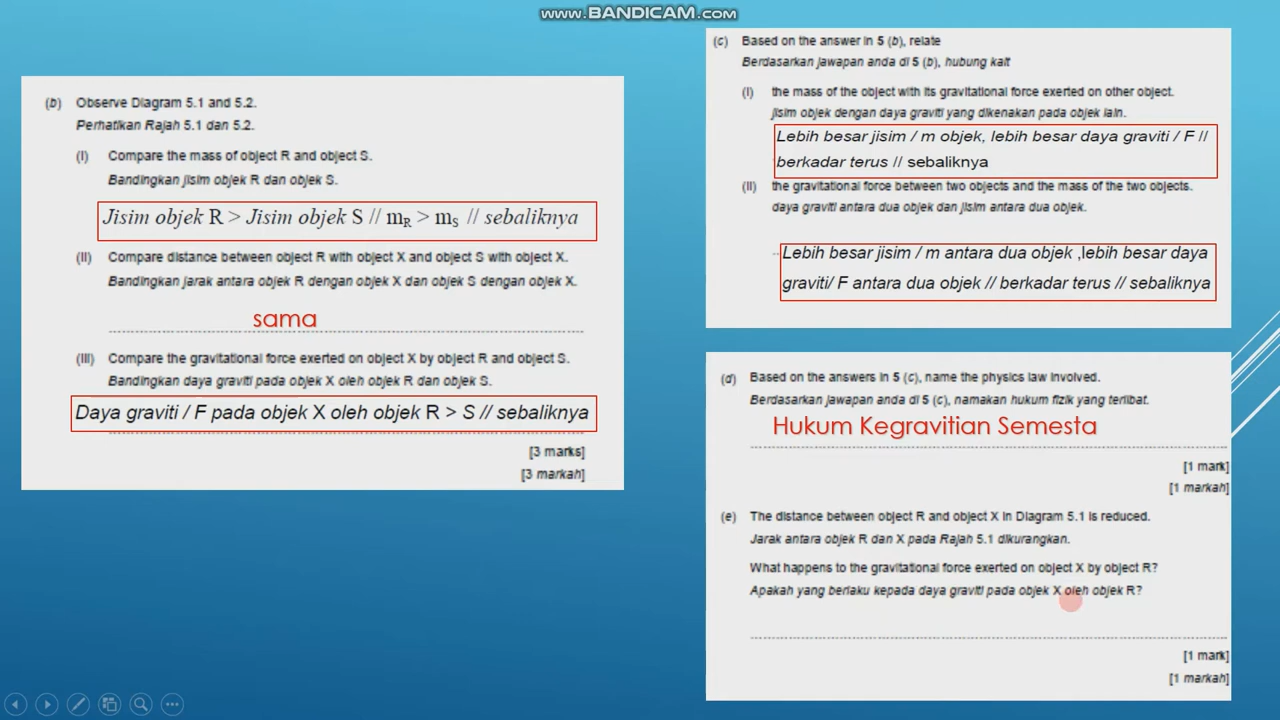 www.BANDICAM.com
(b) Observe Diagram 5.1 and 5.2.
Perhatikan Rajah 5.1 dan 5.2.
(i) Compare the mass of object R and object S.
Bandingkan jisim objek R dan objek S.
Jisim objek R > Jisim objek S // mR > mS // sebaliknya
(ii) Compare distance between object R with object X and object S with object X.
Bandingkan jarak antara objek R dengan objek X dan objek S dengan objek X.
sama
(iii) Compare the gravitational force exerted on object X by object R and object S.
Bandingkan daya graviti pada objek X oleh objek R dan objek S.
Daya graviti / F pada objek X oleh objek R > S // sebaliknya
[3 marks]
[3 markah]
(c) Based on the answer in 5 (b), relate
Berdasarkan jawapan anda di 5 (b), hubung kait
(i) the mass of the object with its gravitational force exerted on other object.
jisim objek dengan daya graviti yang dikenakan pada objek lain.
Lebih besar jisim / m objek, lebih besar daya graviti / F //
berkadar terus // sebaliknya
(ii) the gravitational force between two objects and the mass of the two objects.
daya graviti antara dua objek dan jisim antara dua objek.
Lebih besar jisim / m antara dua objek ,lebih besar daya
graviti/ F antara dua objek // berkadar terus // sebaliknya
(d) Based on the answers in 5 (c), name the physics law involved.
Berdasarkan jawapan anda di 5 (c), namakan hukum fizik yang terlibat.
Hukum Kegravitian Semesta
[1 mark]
[1 markah]
(e) The distance between object R and object X in Diagram 5.1 is reduced.
Jarak antara objek R dan X pada Rajah 5.1 dikurangkan.
What happens to the gravitational force exerted on object X by object R?
Apakah yang berlaku kepada daya graviti pada objek X oleh objek R?
[1 mark]
[1 markah]